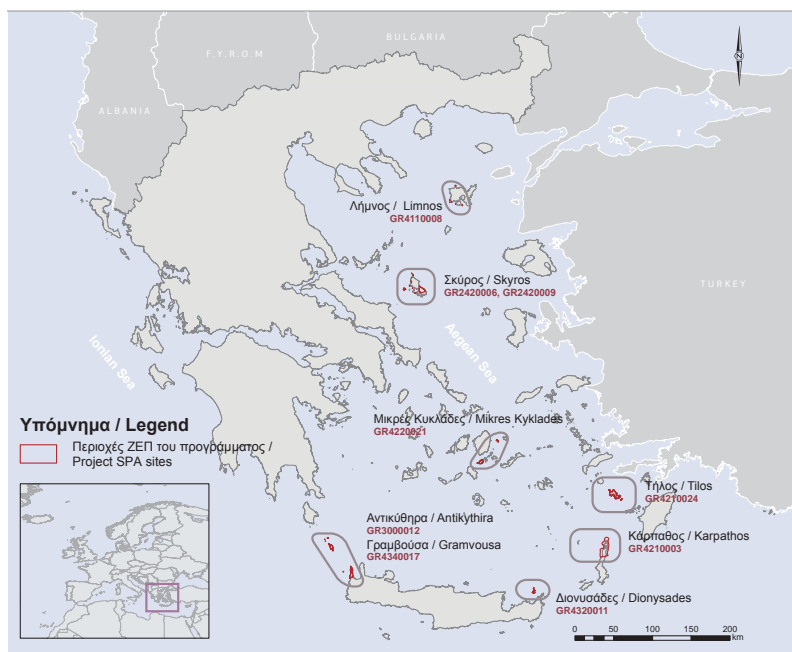 BULGARIA
F.Y.R.O.M
ALBANIA
N
Λήμνος / Limnos
GR4110008
Σκύρος / Skyros
GR2420006, GR2420009
TURKEY
Ionian Sea
Aegean Sea
Μικρές Κυκλάδες / Mikres Kyklades
GR4220021
Υπόμνημα / Legend
Περιοχές ΖΕΠ του προγράμματος /
Project SPA sites
Τήλος / Tilos
GR4210024
Αντικύθηρα / Antikythira
GR3000012
Γραμβούσα / Gramvousa
GR4340017
Κάρπαθος / Karpathos
GR4210003
Διονυσάδες / Dionysades
GR4320011
0 50 100 150 200
km